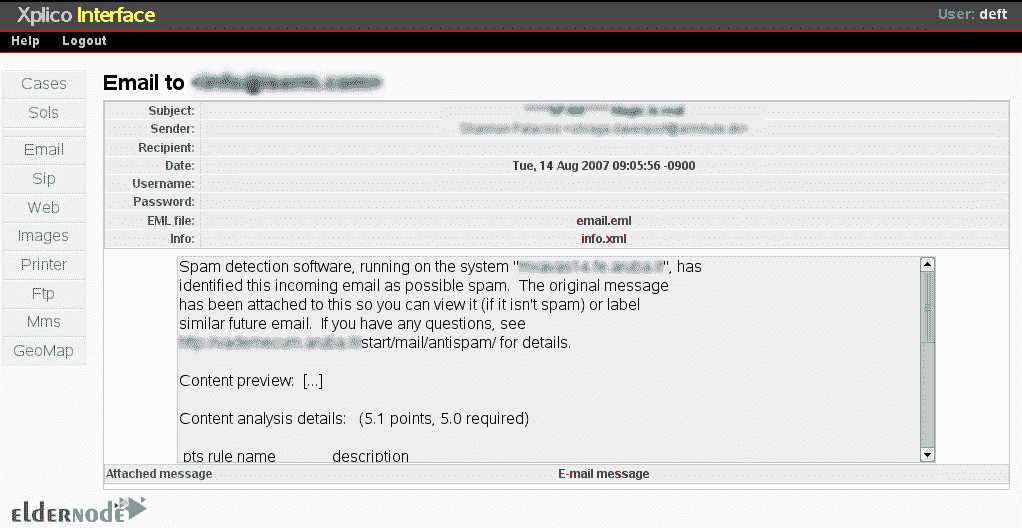 Xplico Interface
User: deft
Help Logout
Cases
Sols
Email
Sip
Web
Images
Printer
Ftp
Mms
GeoMap
Email to
Subject:
Sender:
Recipient:
Date: Tue, 14 Aug 2007 09:05:56 -0900
Username:
Password:
EML file: email.eml
Info: info.xml
Spam detection software, running on the system "", has
identified this incoming email as possible spam. The original message
has been attached to this so you can view it (if it isn't spam) or label
similar future email. If you have any questions, see
start/mail/antispam/ for details.
Content preview: [...]
Content analysis details: (5.1 points, 5.0 required)
pts rule name description
Attached message E-mail message
eldernode